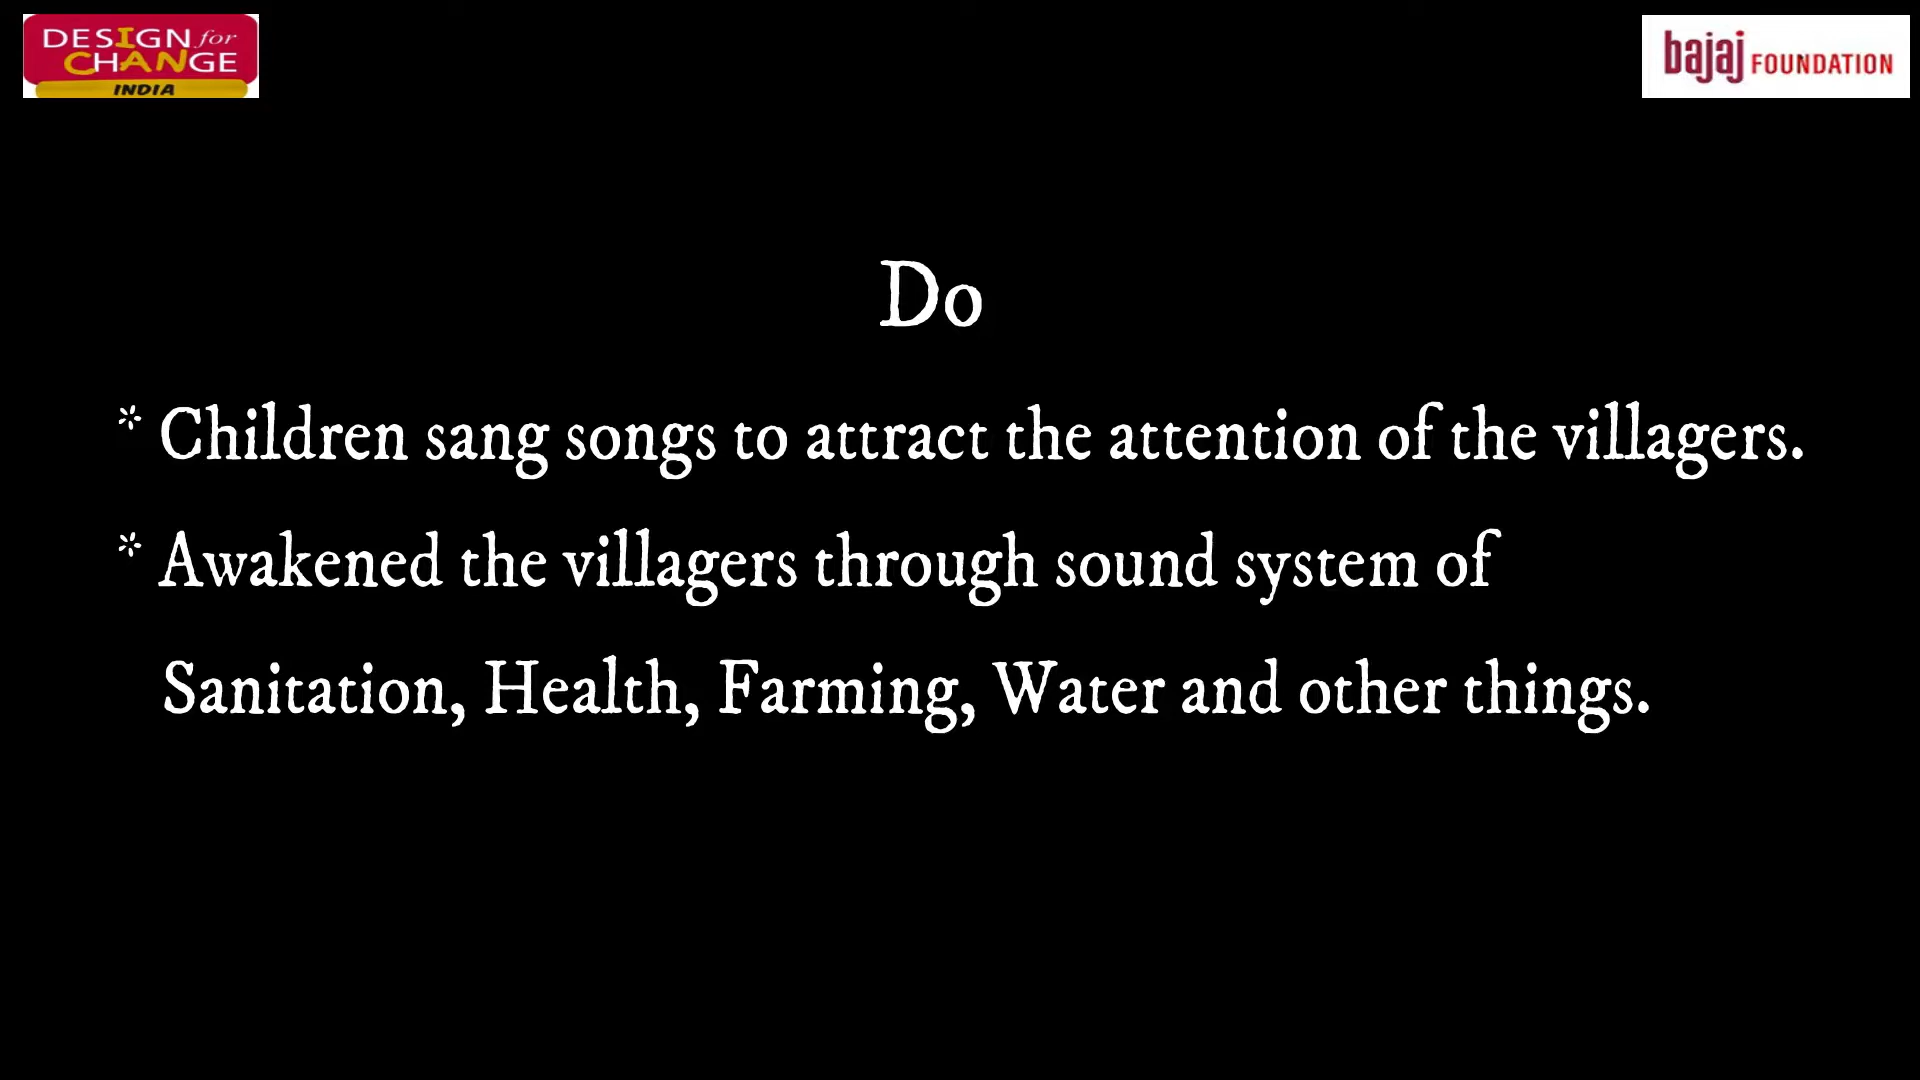 DESIGN for
CHANGE
INDIA
bajaj FOUNDATION
Do
* Children sang songs to attract the attention of the villagers.
* Awakened the villagers through sound system of
Sanitation, Health, Farming, Water and other things.